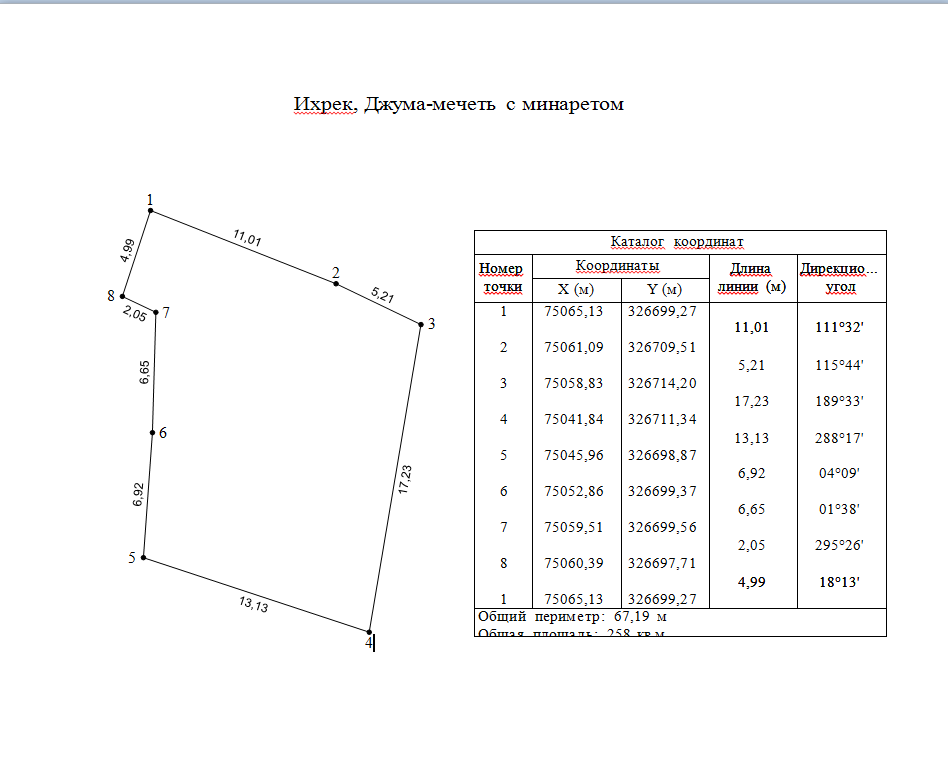 Ихрек, Джума-мечеть с минаретом
1
11,01
4,99
2
5,21
8
2,05
7
3
6,65
6
17,23
6,92
5
13,13
4
Каталог координат
Номер точки
Координаты
Длина линии (м)
Дирекцио... угол
X (м) Y (м)
1 75065,13 326699,27
11,01 111°32'
2 75061,09 326709,51
5,21 115°44'
3 75058,83 326714,20
17,23 189°33'
4 75041,84 326711,34
13,13 288°17'
5 75045,96 326698,87
6,92 04°09'
6 75052,86 326699,37
6,65 01°38'
7 75059,51 326699,56
2,05 295°26'
8 75060,39 326697,71
4,99 18°13'
1 75065,13 326699,27
Общий периметр: 67,19 м
Общая площадь: 258 кв.м